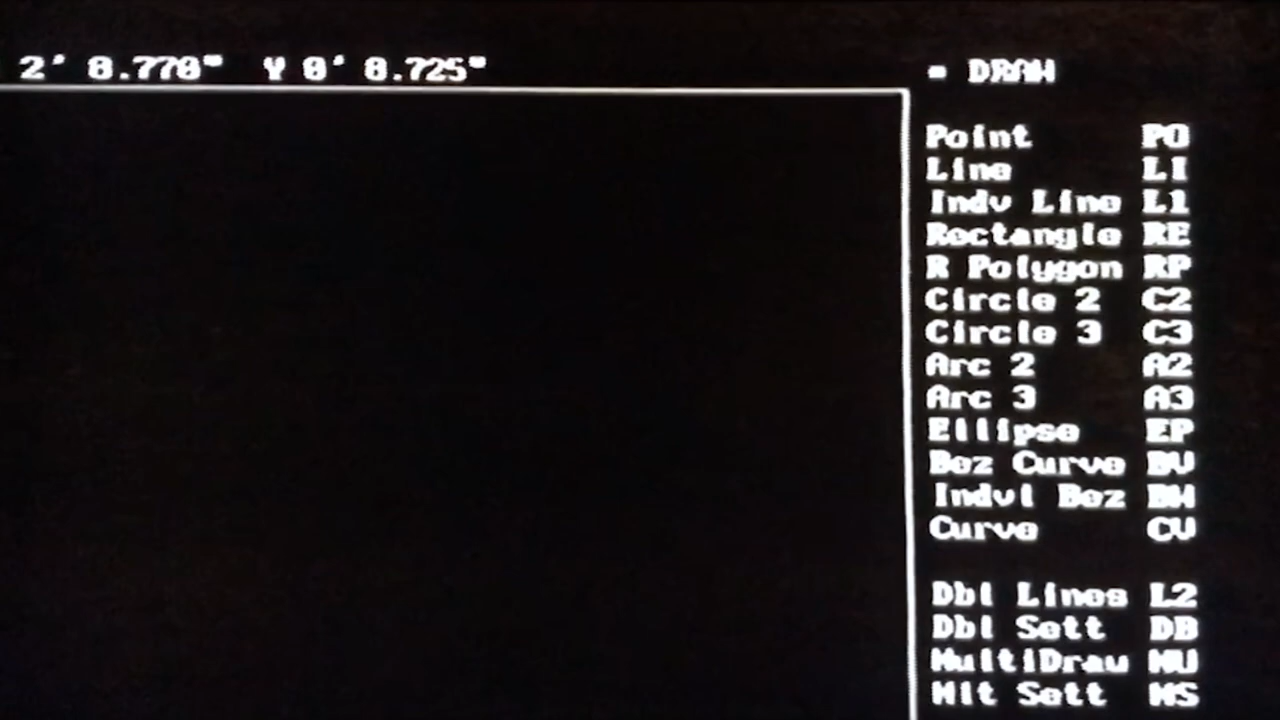 2' 8.770" Y 0' 8.725"
= DRAW
Point PO
Line LI
Indv Line L1
Rectangle RE
R Polygon RP
Circle 2 C2
Circle 3 C3
Arc 2 A2
Arc 3 A3
Ellipse EP
Bez Curve BV
Indvl Bez BW
Curve CV
Dbl Lines L2
Dbl Sett DB
MultiDraw MU
Mlt Sett MS